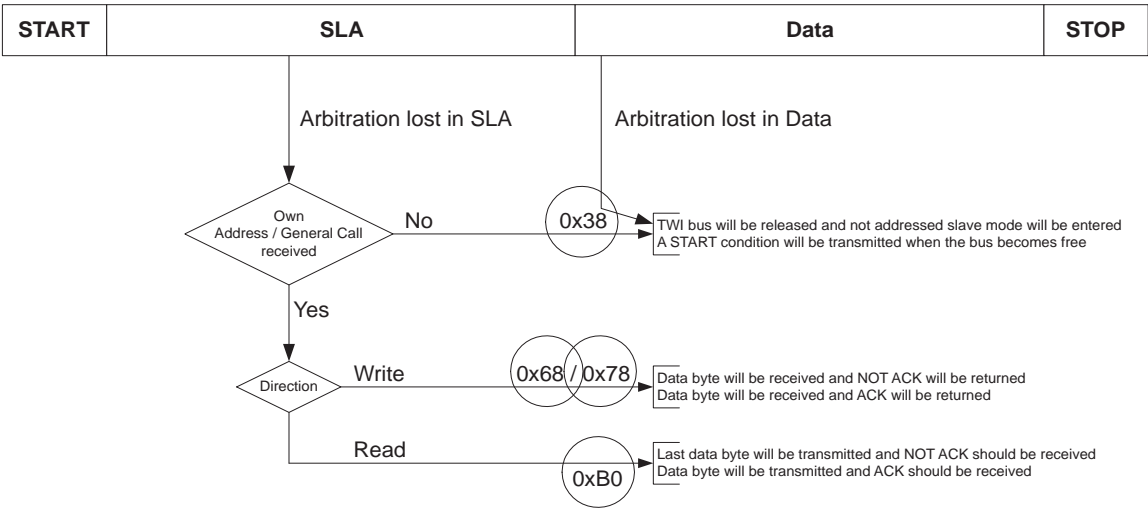 START SLA Data STOP
Arbitration lost in SLA Arbitration lost in Data
Own
Address / General Call
received
No
0x38
TWI bus will be released and not addressed slave mode will be entered
A START condition will be transmitted when the bus becomes free
Yes
Direction
Write
0x68 / 0x78
Data byte will be received and NOT ACK will be returned
Data byte will be received and ACK will be returned
Read
0xB0
Last data byte will be transmitted and NOT ACK should be received
Data byte will be transmitted and ACK should be received